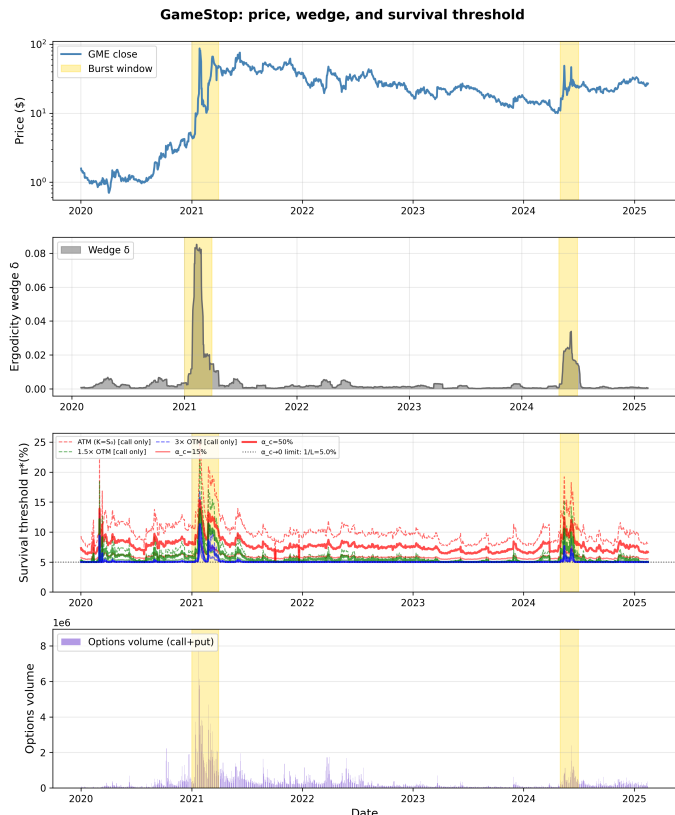 GameStop: price, wedge, and survival threshold
GME close
Burst window
Price ($)
10²
10¹
10⁰
2020 2021 2022 2023 2024 2025
Wedge δ
Ergodicity wedge δ
0.08
0.06
0.04
0.02
0.00
2020 2021 2022 2023 2024 2025
ATM (K=S₀) [call only] 3× OTM [call only] α_c=50%
1.5× OTM [call only] α_c=15% α_c→0 limit: 1/L=5.0%
Survival threshold π*(%)
25
20
15
10
5
0
2020 2021 2022 2023 2024 2025
1e6
Options volume (call+put)
Options volume
8
6
4
2
0
2020 2021 2022 2023 2024 2025
Date